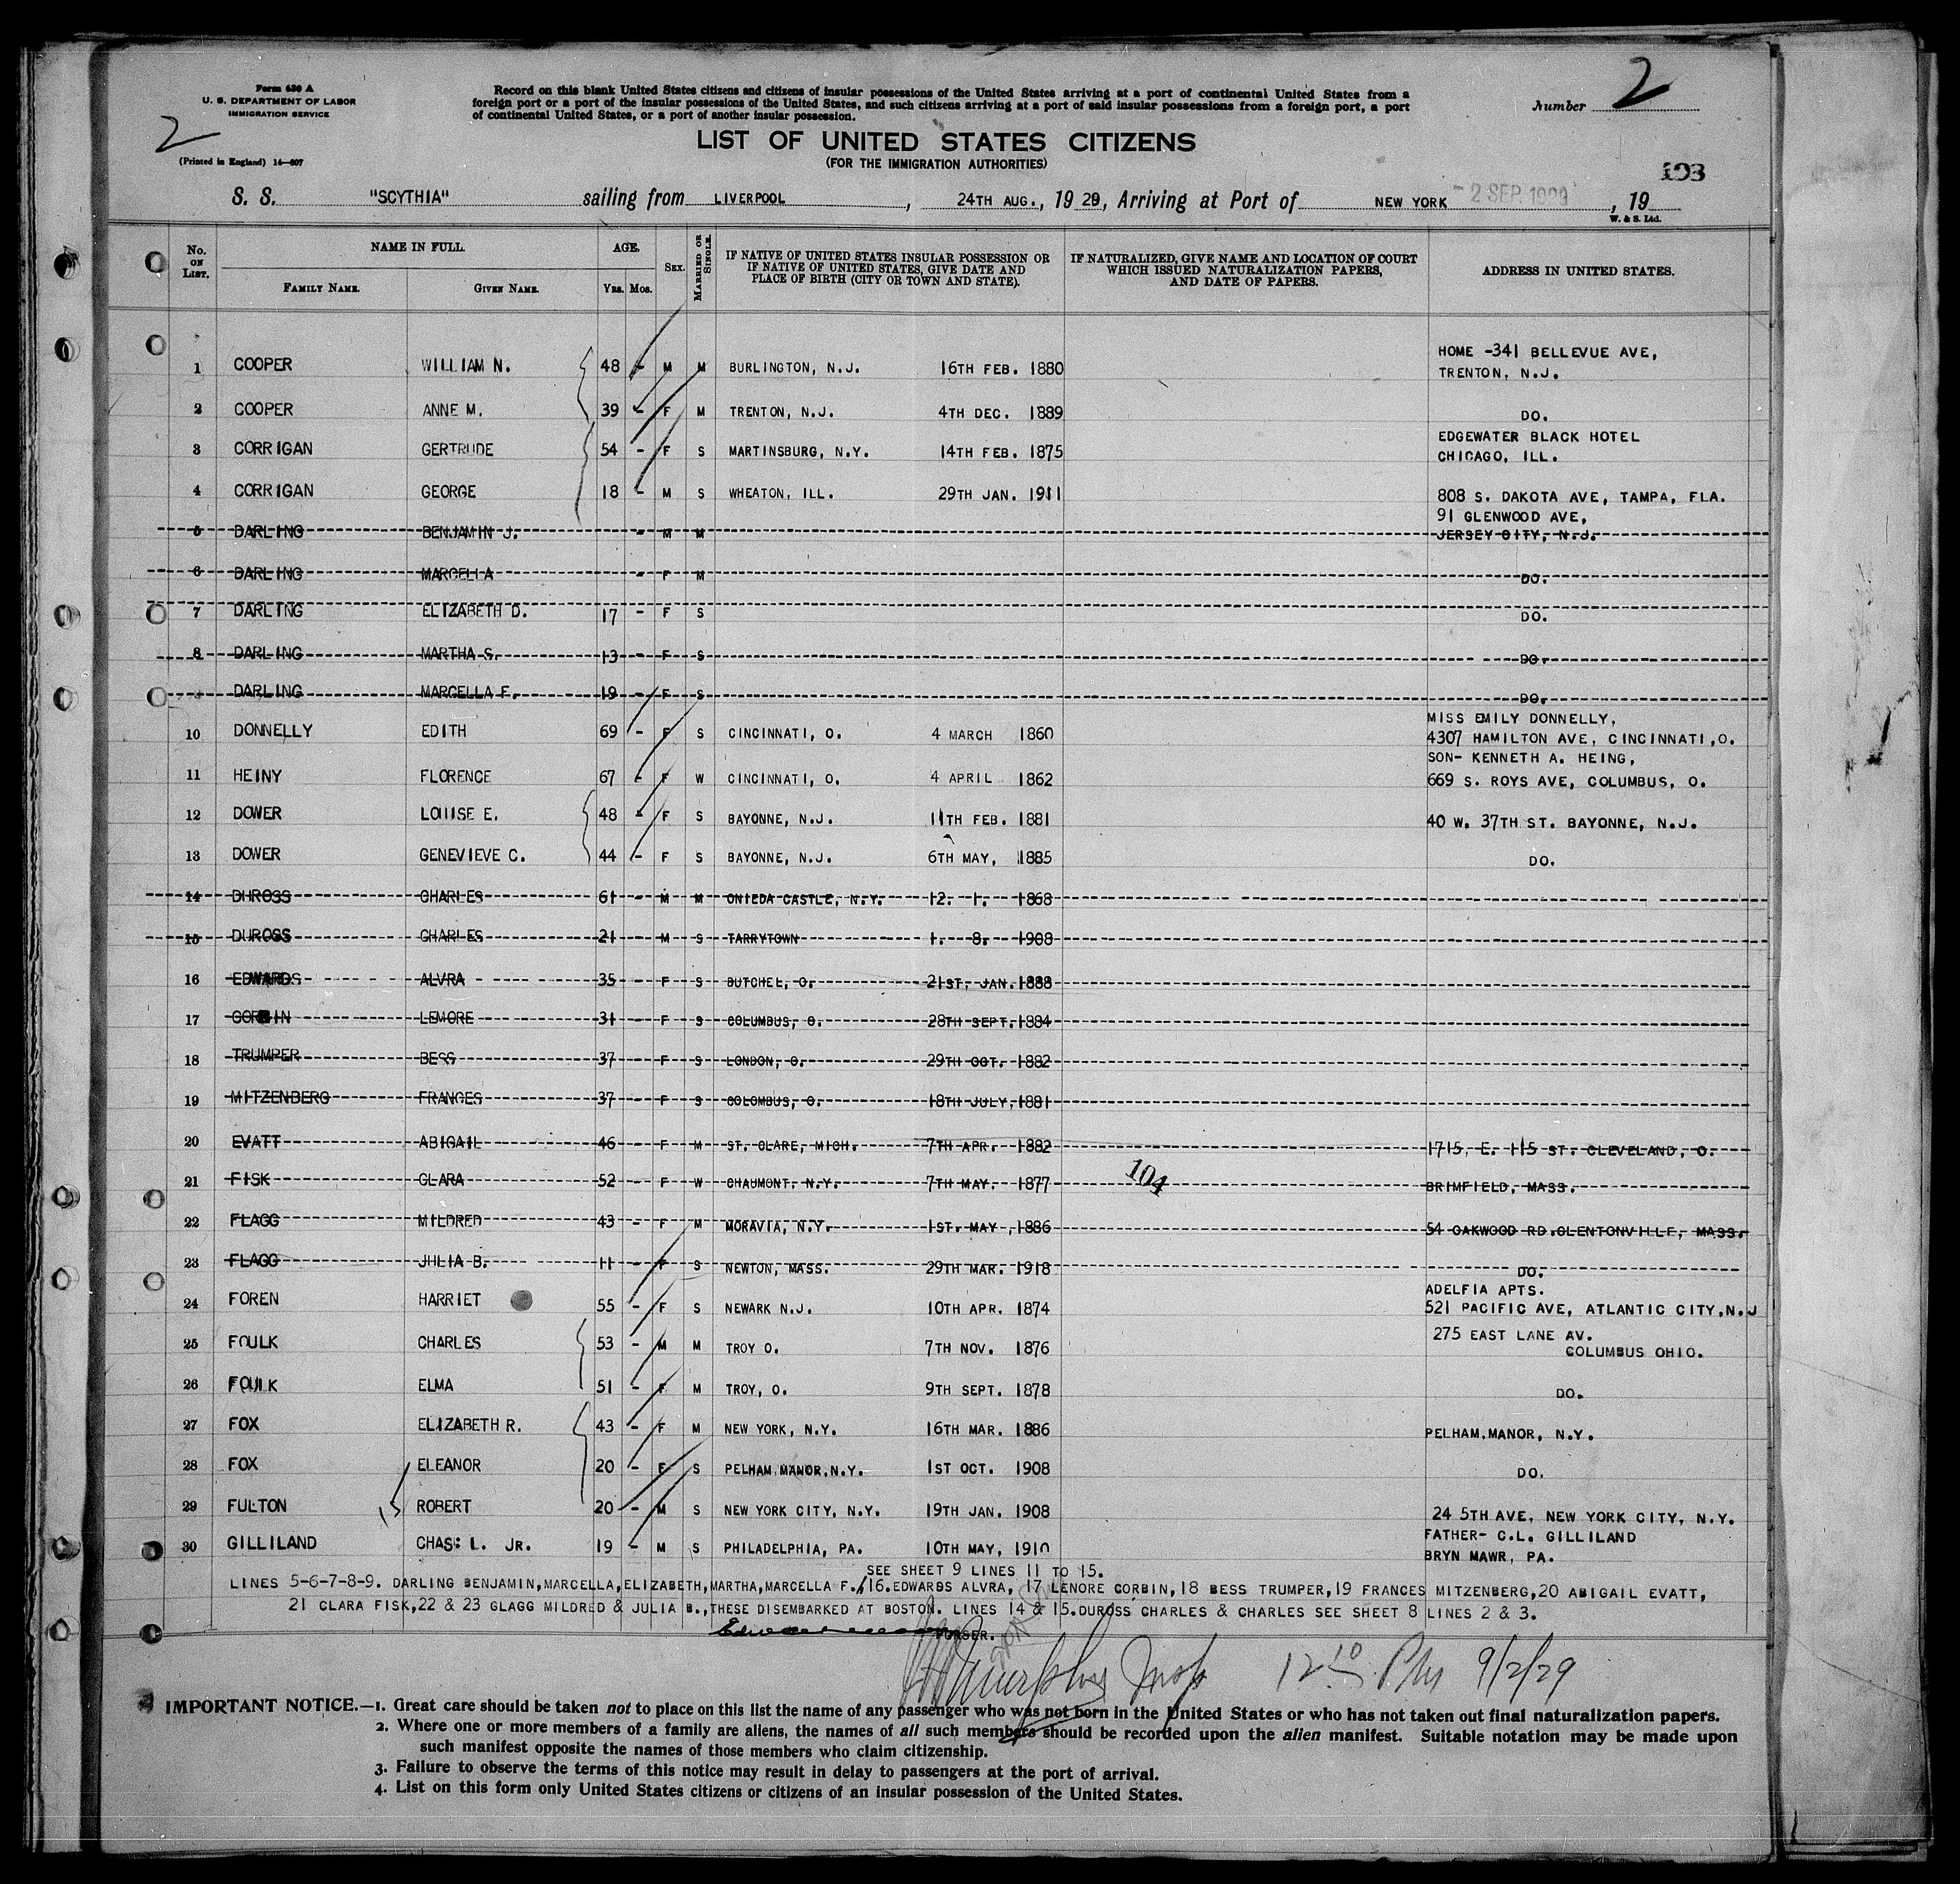 Form 630 A
U. S. DEPARTMENT OF LABOR
IMMIGRATION SERVICE
2
(Printed in England) 14—607
Record on this blank United States citizens and citizens of insular possessions of the United States arriving at a port of continental United States from a
foreign port or a port of the insular possessions of the United States, and such citizens arriving at a port of said insular possessions from a foreign port, a port
of continental United States, or a port of another insular possession.
Number 2
LIST OF UNITED STATES CITIZENS
(FOR THE IMMIGRATION AUTHORITIES)
103
S. S. "SCYTHIA" sailing from LIVERPOOL, 24TH AUG., 1929, Arriving at Port of NEW YORK - 2 SEP 1929, 19
W. & S. Ltd.
No. ON LIST. NAME IN FULL. FAMILY NAME. GIVEN NAME. AGE. YRS. MOS. SEX. MARRIED OR SINGLE. IF NATIVE OF UNITED STATES INSULAR POSSESSION OR IF NATIVE OF UNITED STATES, GIVE DATE AND PLACE OF BIRTH (CITY OR TOWN AND STATE). IF NATURALIZED, GIVE NAME AND LOCATION OF COURT WHICH ISSUED NATURALIZATION PAPERS, AND DATE OF PAPERS. ADDRESS IN UNITED STATES.
1 COOPER WILLIAM N. 48 - M M BURLINGTON, N.J. 16TH FEB. 1880 HOME -341 BELLEVUE AVE, TRENTON, N.J.
2 COOPER ANNE M. 39 - F M TRENTON, N.J. 4TH DEC. 1889 DO.
3 CORRIGAN GERTRUDE 54 - F S MARTINSBURG, N.Y. 14TH FEB. 1875 EDGEWATER BLACK HOTEL CHICAGO, ILL.
4 CORRIGAN GEORGE 18 - M S WHEATON, ILL. 29TH JAN. 1911 808 S. DAKOTA AVE, TAMPA, FLA.
5 DARLING BENJAMIN J. - M M 91 GLENWOOD AVE, JERSEY CITY, N.J.
6 DARLING MARCELLA - F M DO.
7 DARLING ELIZABETH D. 17 - F S DO.
8 DARLING MARTHA S. 13 - F S DO.
DARLING MARCELLA F. 19 - F S DO.
10 DONNELLY EDITH 69 - F S CINCINNATI, O. 4 MARCH 1860 MISS EMILY DONNELLY, 4307 HAMILTON AVE, CINCINNATI,O.
11 HEINY FLORENCE 67 - F W CINCINNATI, O. 4 APRIL 1862 SON- KENNETH A. HEING, 669 S. ROYS AVE, COLUMBUS, O.
12 DOWER LOUISE E. 48 - F S BAYONNE, N.J. 11TH FEB. 1881 40 W. 37TH ST. BAYONNE, N.J.
13 DOWER GENEVIEVE C. 44 - F S BAYONNE, N.J. 6TH MAY, 1885 DO.
14 DUROSS CHARLES 61 - M M ONIEDA CASTLE, N.Y. 12. 1. 1868
15 DUROSS CHARLES 21 - M S TARRYTOWN 1. 8. 1908
16 EDWARDS ALVRA 35 - F S BUTCHEL, O. 21ST. JAN. 1888
17 CORBIN LEMORE 31 - F S COLUMBUS, O. 28TH SEPT. 1884
18 TRUMPER BESS 37 - F S LONDON, O. 29TH OCT. 1882
19 MITZENBERG FRANCES 37 - F S COLOMBUS, O. 18TH JULY, 1881
20 EVATT ABIGAIL 46 - F M ST. CLARE, MICH. 7TH APR. 1882 1715, E. 115 ST. CLEVELAND, O.
21 FISK CLARA 52 - F W CHAUMONT, N.Y. 7TH MAY. 1877 104 BRIMFIELD, MASS.
22 FLAGG MILDRED 43 - F M MORAVIA, N.Y. 1ST. MAY, 1886 54 OAKWOOD RD.CLENTONVILLE, MASS.
23 FLAGG JULIA B. 11 - F S NEWTON, MASS. 29TH MAR. 1918 DO.
24 FOREN HARRIET 55 - F S NEWARK N.J. 10TH APR. 1874 ADELFIA APTS. 521 PACIFIC AVE, ATLANTIC CITY,N.J
25 FOULK CHARLES 53 - M M TROY O. 7TH NOV. 1876 275 EAST LANE AV. COLUMBUS OHIO.
26 FOULK ELMA 51 - F M TROY, O. 9TH SEPT. 1878 DO.
27 FOX ELIZABETH R. 43 - F M NEW YORK, N.Y. 16TH MAR. 1886 PELHAM,MANOR, N.Y.
28 FOX ELEANOR 20 - F S PELHAM,MANOR,N.Y. 1ST OCT. 1908 DO.
29 FULTON ROBERT 20 - M S NEW YORK CITY, N.Y. 19TH JAN. 1908 24 5TH AVE, NEW YORK CITY, N.Y.
30 GILLILAND CHAS: L. JR. 19 - M S PHILADELPHIA, PA. 10TH MAY, 1910 FATHER- C.L. GILLILAND BRYN MAWR, PA.
SEE SHEET 9 LINES 11 TO 15.
LINES 5-6-7-8-9. DARLING BENJAMIN,MARCELLA,ELIZABETH,MARTHA,MARCELLA F.,16.EDWARDS ALVRA, 17 LENORE CORBIN,18 BESS TRUMPER,19 FRANCES MITZENBERG,20 ABIGAIL EVATT,
21 CLARA FISK,22 & 23 GLAGG MILDRED & JULIA B.,THESE DISEMBARKED AT BOSTON. LINES 14 & 15.DUROSS CHARLES & CHARLES SEE SHEET 8 LINES 2 & 3.
PURSER.
Murphy Insp 12 10 PM 9/2/29
IMPORTANT NOTICE.—1. Great care should be taken not to place on this list the name of any passenger who was not born in the United States or who has not taken out final naturalization papers.
2. Where one or more members of a family are aliens, the names of all such members should be recorded upon the alien manifest. Suitable notation may be made upon
such manifest opposite the names of those members who claim citizenship.
3. Failure to observe the terms of this notice may result in delay to passengers at the port of arrival.
4. List on this form only United States citizens or citizens of an insular possession of the United States.